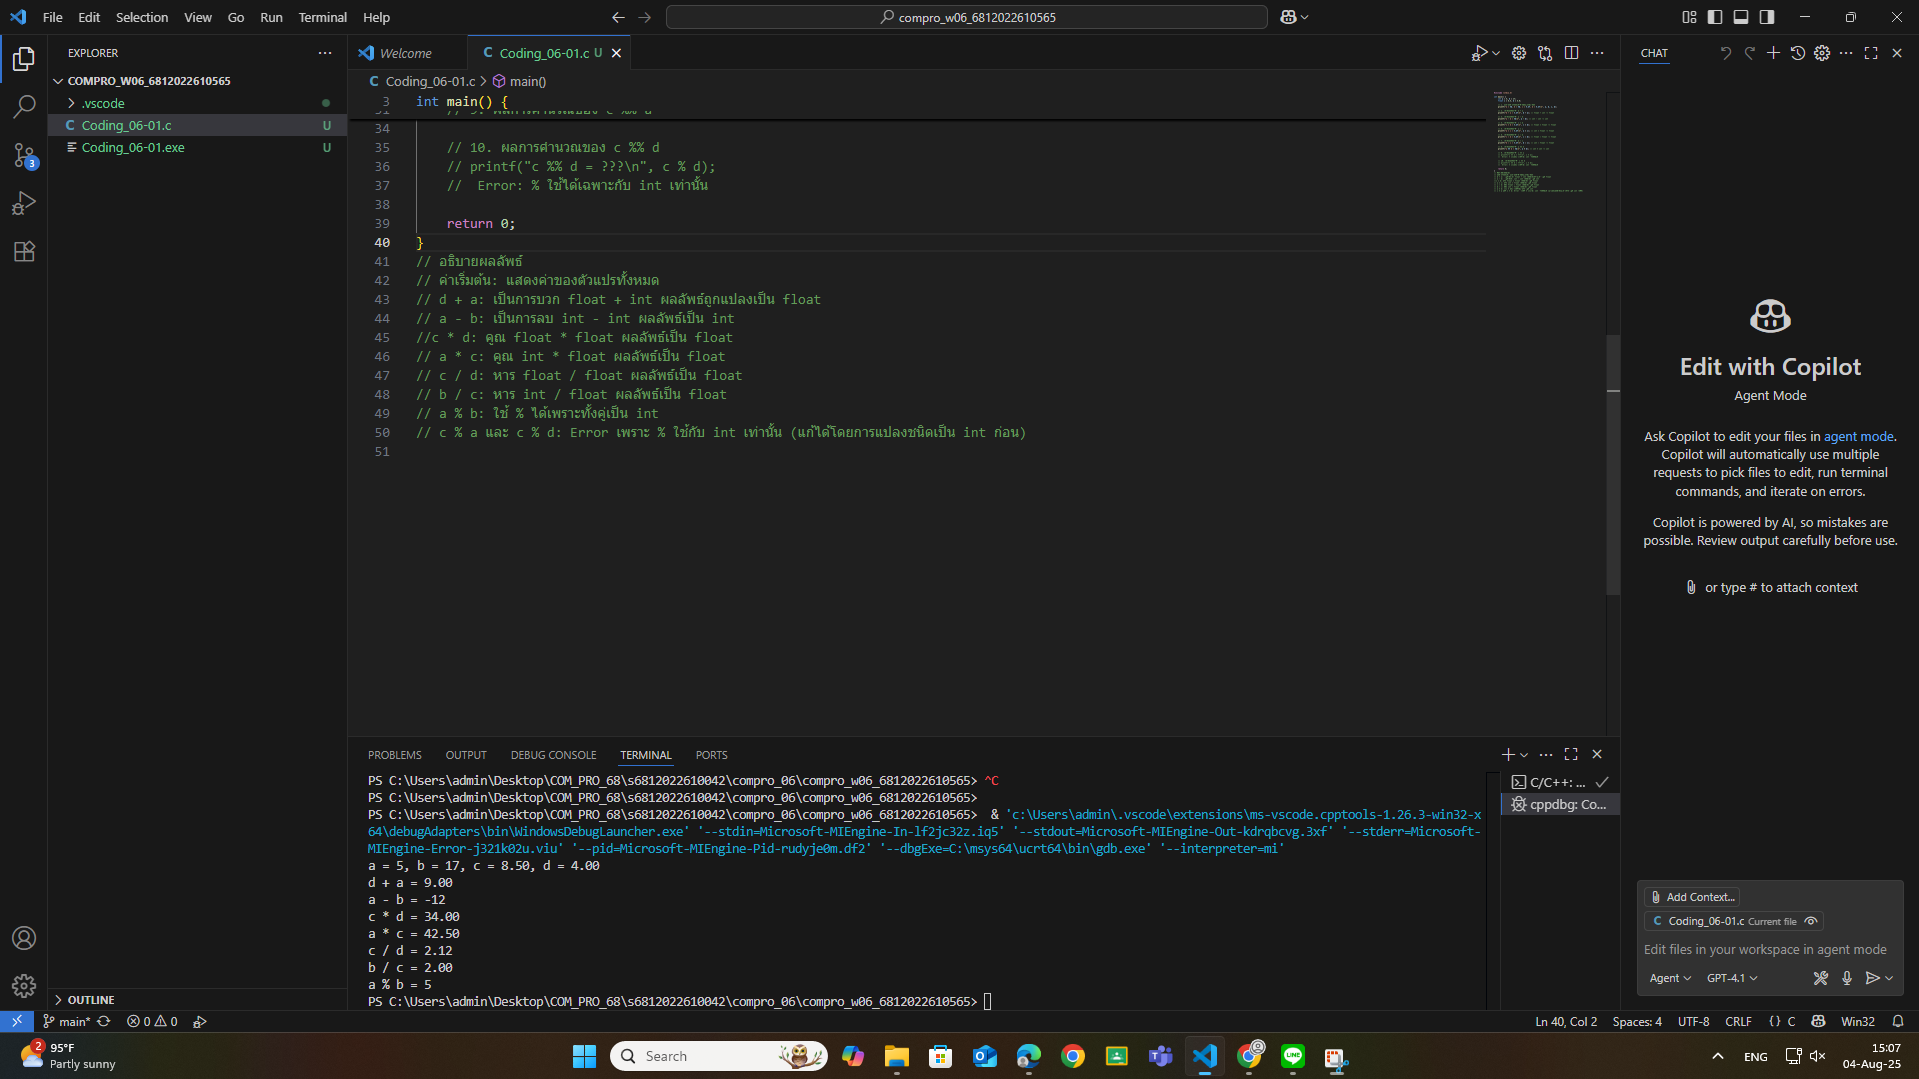 File Edit Selection View Go Run Terminal Help
compro_w06_6812022610565
EXPLORER
COMPRO_W06_6812022610565
.vscode
C Coding_06-01.c U
Coding_06-01.exe U
3
OUTLINE
Welcome
C Coding_06-01.c U
C Coding_06-01.c > main()
3 int main() {
34
35 // 10. ผลการคำนวณของ c %% d
36 // printf("c %% d = ???\n", c % d);
37 //  Error: % ใช้ได้เฉพาะกับ int เท่านั้น
38
39 return 0;
40 }
41 // อธิบายผลลัพธ์
42 // ค่าเริ่มต้น: แสดงค่าของตัวแปรทั้งหมด
43 // d + a: เป็นการบวก float + int ผลลัพธ์ถูกแปลงเป็น float
44 // a - b: เป็นการลบ int - int ผลลัพธ์เป็น int
45 //c * d: คูณ float * float ผลลัพธ์เป็น float
46 // a * c: คูณ int * float ผลลัพธ์เป็น float
47 // c / d: หาร float / float ผลลัพธ์เป็น float
48 // b / c: หาร int / float ผลลัพธ์เป็น float
49 // a % b: ใช้ % ได้เพราะทั้งคู่เป็น int
50 // c % a และ c % d: Error เพราะ % ใช้กับ int เท่านั้น (แก้ได้โดยการแปลงชนิดเป็น int ก่อน)
51
PROBLEMS OUTPUT DEBUG CONSOLE TERMINAL PORTS
PS C:\Users\admin\Desktop\COM_PRO_68\s6812022610042\compro_06\compro_w06_6812022610565> ^C
PS C:\Users\admin\Desktop\COM_PRO_68\s6812022610042\compro_06\compro_w06_6812022610565>
PS C:\Users\admin\Desktop\COM_PRO_68\s6812022610042\compro_06\compro_w06_6812022610565>  & 'c:\Users\admin\.vscode\extensions\ms-vscode.cpptools-1.26.3-win32-x
64\debugAdapters\bin\WindowsDebugLauncher.exe' '--stdin=Microsoft-MIEngine-In-lf2jc32z.iq5' '--stdout=Microsoft-MIEngine-Out-kdrqbcvg.3xf' '--stderr=Microsoft-
MIEngine-Error-j321k02u.viu' '--pid=Microsoft-MIEngine-Pid-rudyje0m.df2' '--dbgExe=C:\msys64\ucrt64\bin\gdb.exe' '--interpreter=mi'
a = 5, b = 17, c = 8.50, d = 4.00
d + a = 9.00
a - b = -12
c * d = 34.00
a * c = 42.50
c / d = 2.12
b / c = 2.00
a % b = 5
PS C:\Users\admin\Desktop\COM_PRO_68\s6812022610042\compro_06\compro_w06_6812022610565>
C/C++: ...
cppdbg: Co...
CHAT
Edit with Copilot
Agent Mode
Ask Copilot to edit your files in agent mode.
Copilot will automatically use multiple
requests to pick files to edit, run terminal
commands, and iterate on errors.
Copilot is powered by AI, so mistakes are
possible. Review output carefully before use.
or type # to attach context
Add Context...
C Coding_06-01.c Current file
Edit files in your workspace in agent mode
Agent GPT-4.1
main* 0 0
Ln 40, Col 2 Spaces: 4 UTF-8 CRLF {} C Win32
2 95°F
Partly sunny
Search
LINE
ENG
15:07
04-Aug-25